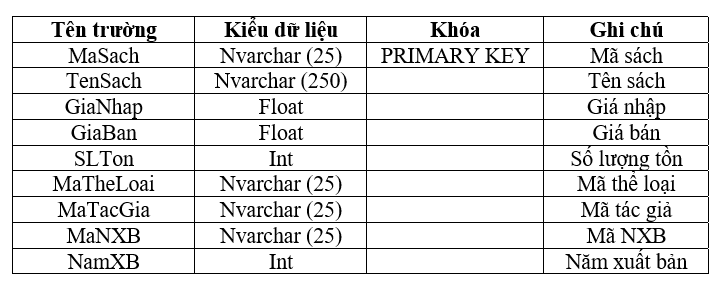 Tên trường Kiểu dữ liệu Khóa Ghi chú
MaSach Nvarchar (25) PRIMARY KEY Mã sách
TenSach Nvarchar (250) Tên sách
GiaNhap Float Giá nhập
GiaBan Float Giá bán
SLTon Int Số lượng tồn
MaTheLoai Nvarchar (25) Mã thể loại
MaTacGia Nvarchar (25) Mã tác giả
MaNXB Nvarchar (25) Mã NXB
NamXB Int Năm xuất bản